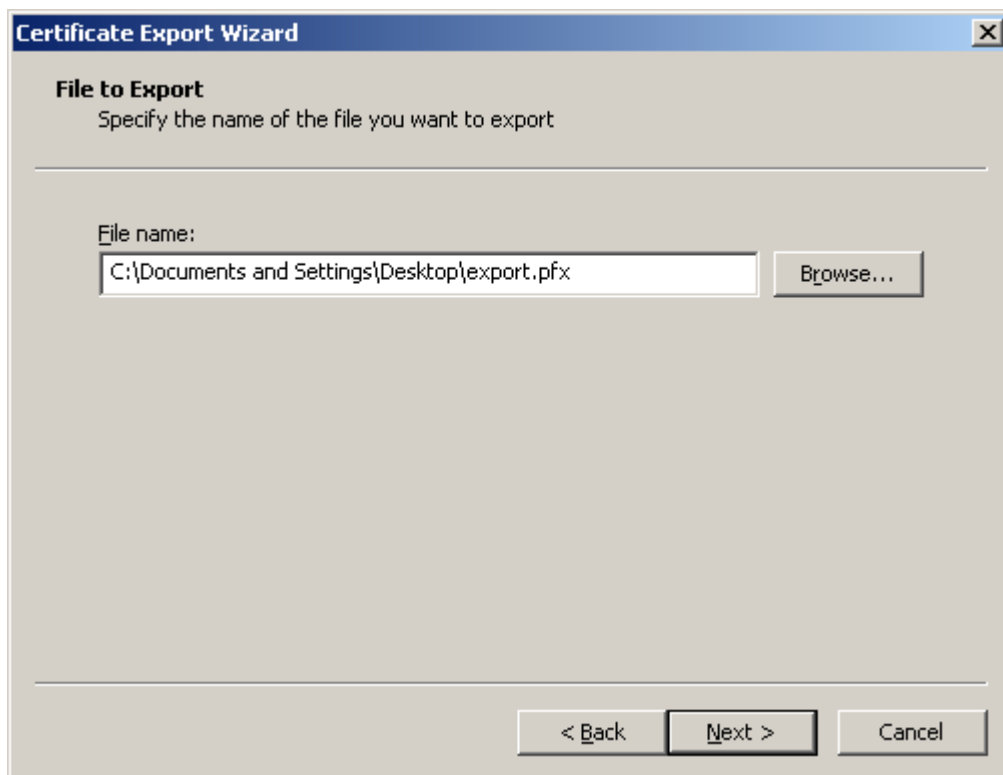 Certificate Export Wizard
File to Export
Specify the name of the file you want to export
File name:
C:\Documents and Settings\Desktop\export.pfx
Browse...
< Back
Next >
Cancel